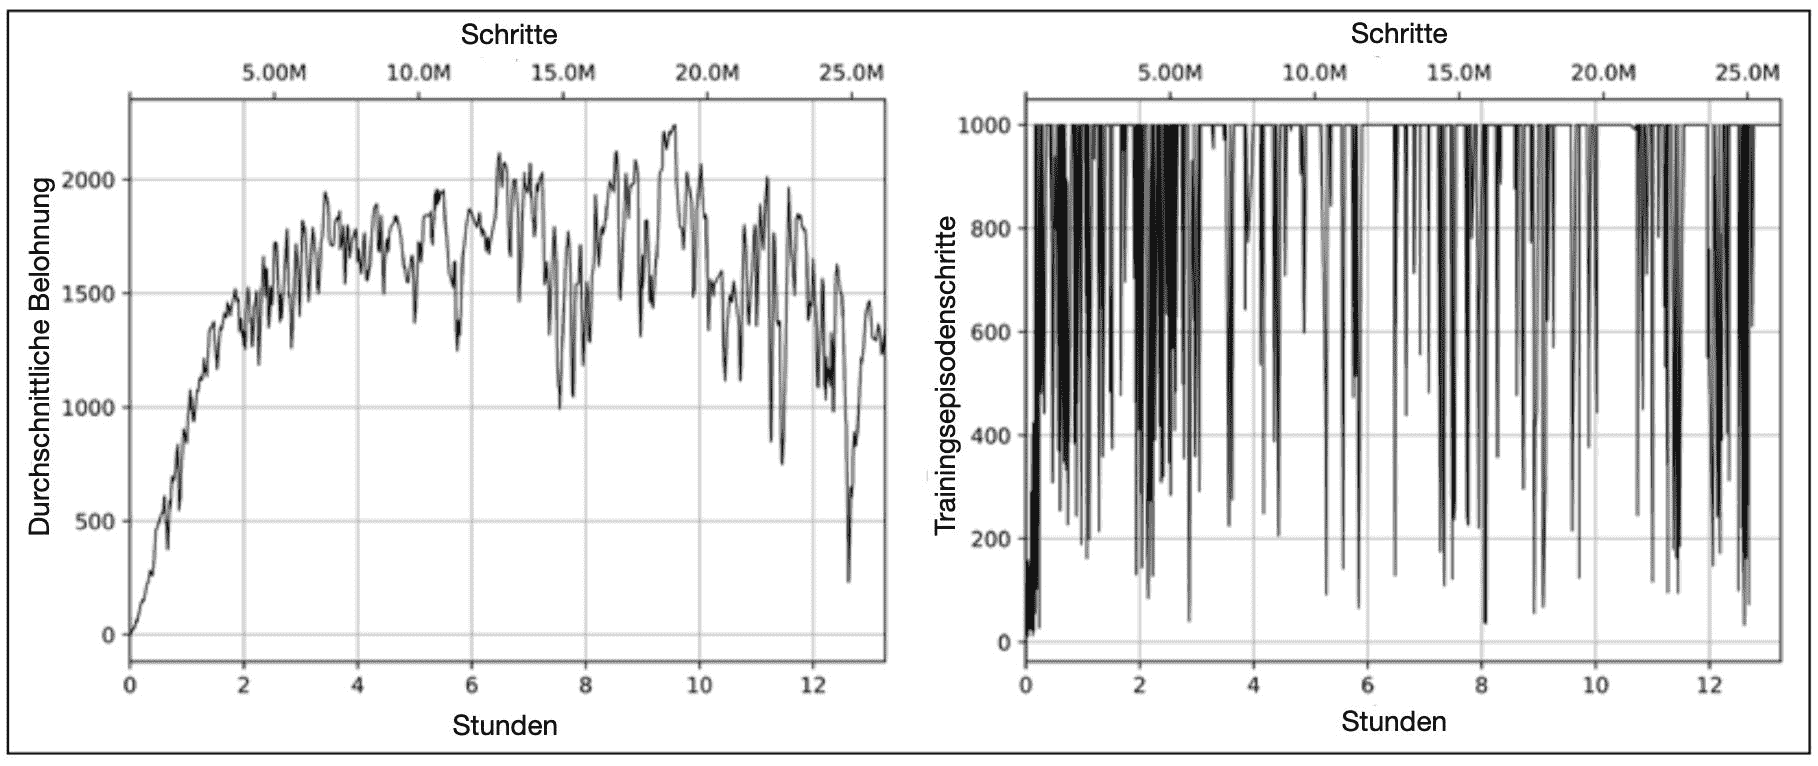 Schritte
5.00M 10.0M 15.0M 20.0M 25.0M
2000
1500
1000
500
0
Durchschnittliche Belohnung
0 2 4 6 8 10 12
Stunden
Schritte
5.00M 10.0M 15.0M 20.0M 25.0M
1000
800
600
400
200
0
Trainingsepisodenschritte
0 2 4 6 8 10 12
Stunden